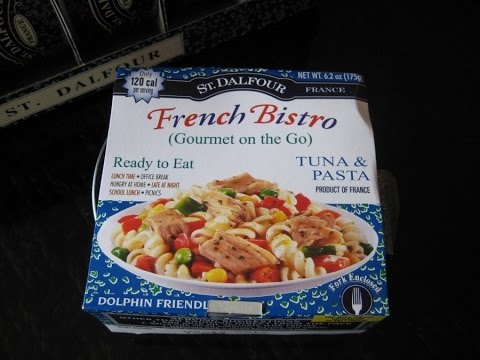 ST. DALFOUR
FRANCE
Only
120 cal
per serving
ST. DALFOUR
FRANCE
NET WT. 6.2 oz (175g)
French Bistro
(Gourmet on the Go)
Ready to Eat
LUNCH TIME • OFFICE BREAK
HUNGRY AT HOME • LATE AT NIGHT
SCHOOL LUNCH • PICNICS
TUNA &
PASTA
PRODUCT OF FRANCE
DOLPHIN FRIENDL
Fork Enclosed